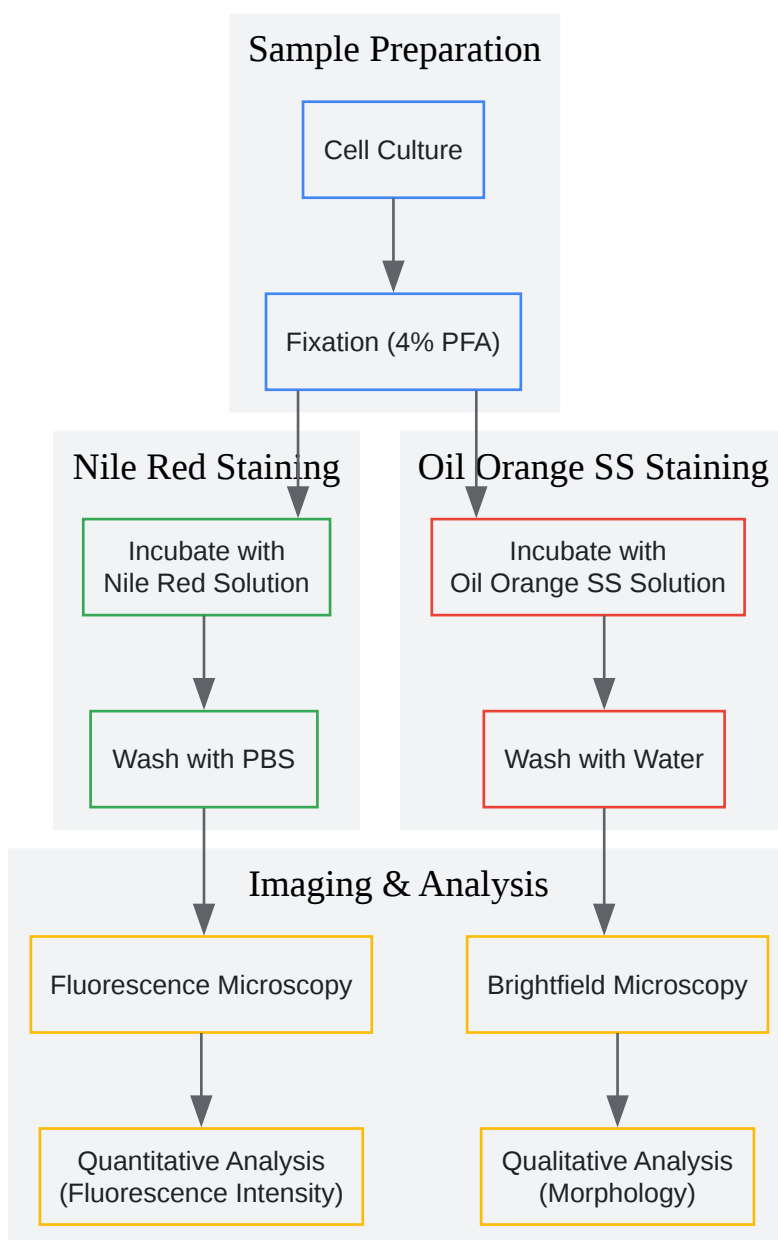 Sample Preparation
Cell Culture
Fixation (4% PFA)
Nile Red Staining
Incubate with
Nile Red Solution
Wash with PBS
Oil Orange SS Staining
Incubate with
Oil Orange SS Solution
Wash with Water
Imaging & Analysis
Fluorescence Microscopy
Quantitative Analysis
(Fluorescence Intensity)
Brightfield Microscopy
Qualitative Analysis
(Morphology)